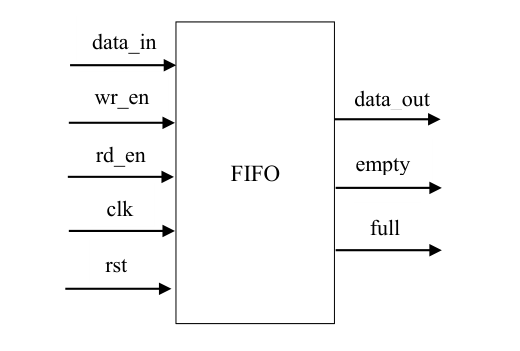 data_in
wr_en
rd_en
clk
rst
FIFO
data_out
empty
full